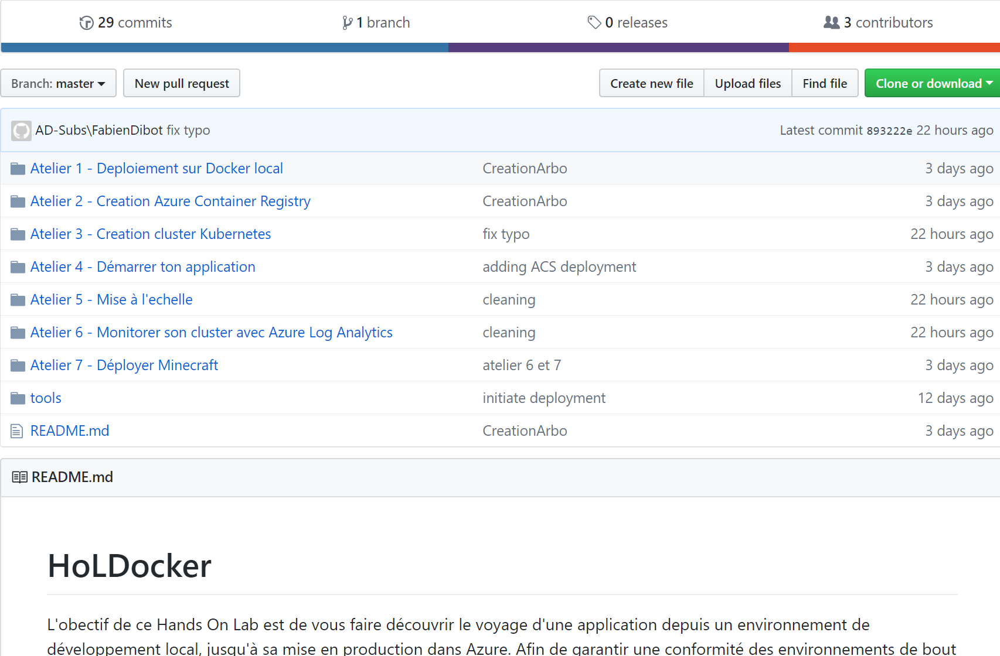 29 commits 1 branch 0 releases 3 contributors
Branch: master New pull request Create new file Upload files Find file Clone or download
AD-Subs\FabienDibot fix typo Latest commit 893222e 22 hours ago
Atelier 1 - Deploiement sur Docker local CreationArbo 3 days ago
Atelier 2 - Creation Azure Container Registry CreationArbo 3 days ago
Atelier 3 - Creation cluster Kubernetes fix typo 22 hours ago
Atelier 4 - Démarrer ton application adding ACS deployment 3 days ago
Atelier 5 - Mise à l'echelle cleaning 22 hours ago
Atelier 6 - Monitorer son cluster avec Azure Log Analytics cleaning 22 hours ago
Atelier 7 - Déployer Minecraft atelier 6 et 7 3 days ago
tools initiate deployment 12 days ago
README.md CreationArbo 3 days ago
README.md
HoLDocker
L'obectif de ce Hands On Lab est de vous faire découvrir le voyage d'une application depuis un environnement de
développement local, jusqu'à sa mise en production dans Azure. Afin de garantir une conformité des environnements de bout